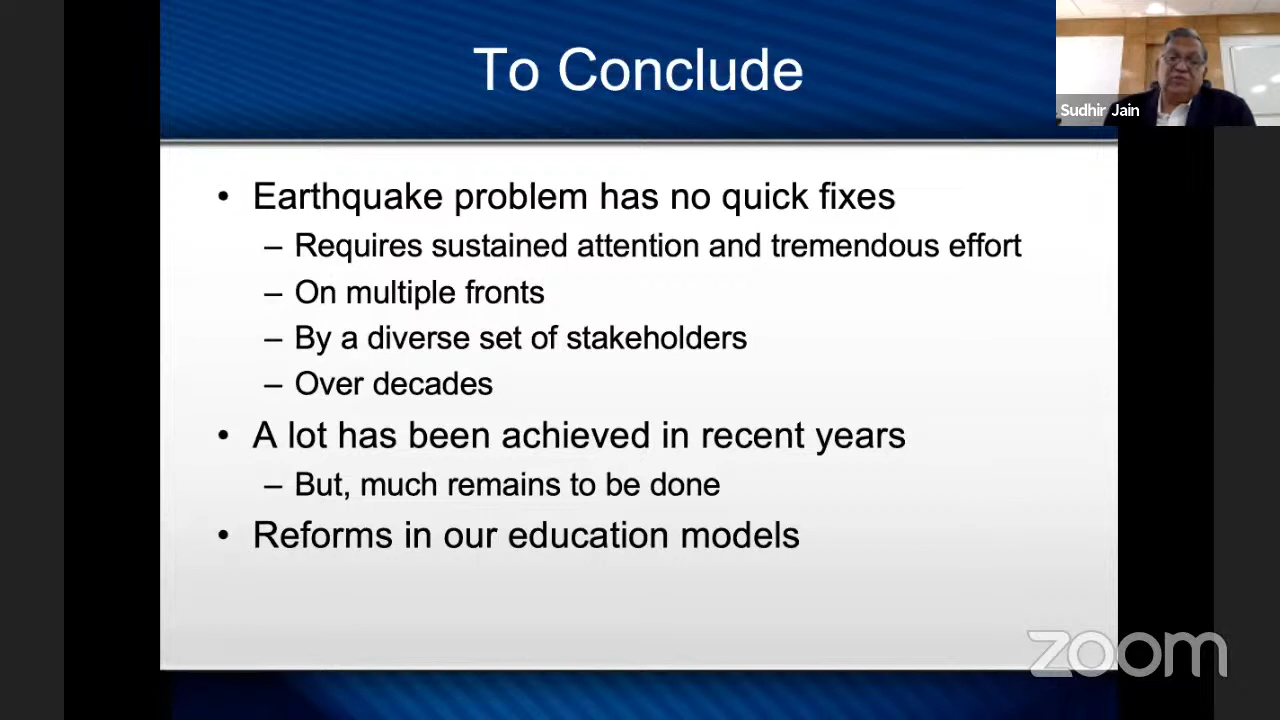 To Conclude
Sudhir Jain
• Earthquake problem has no quick fixes
– Requires sustained attention and tremendous effort
– On multiple fronts
– By a diverse set of stakeholders
– Over decades
• A lot has been achieved in recent years
– But, much remains to be done
• Reforms in our education models
zoom